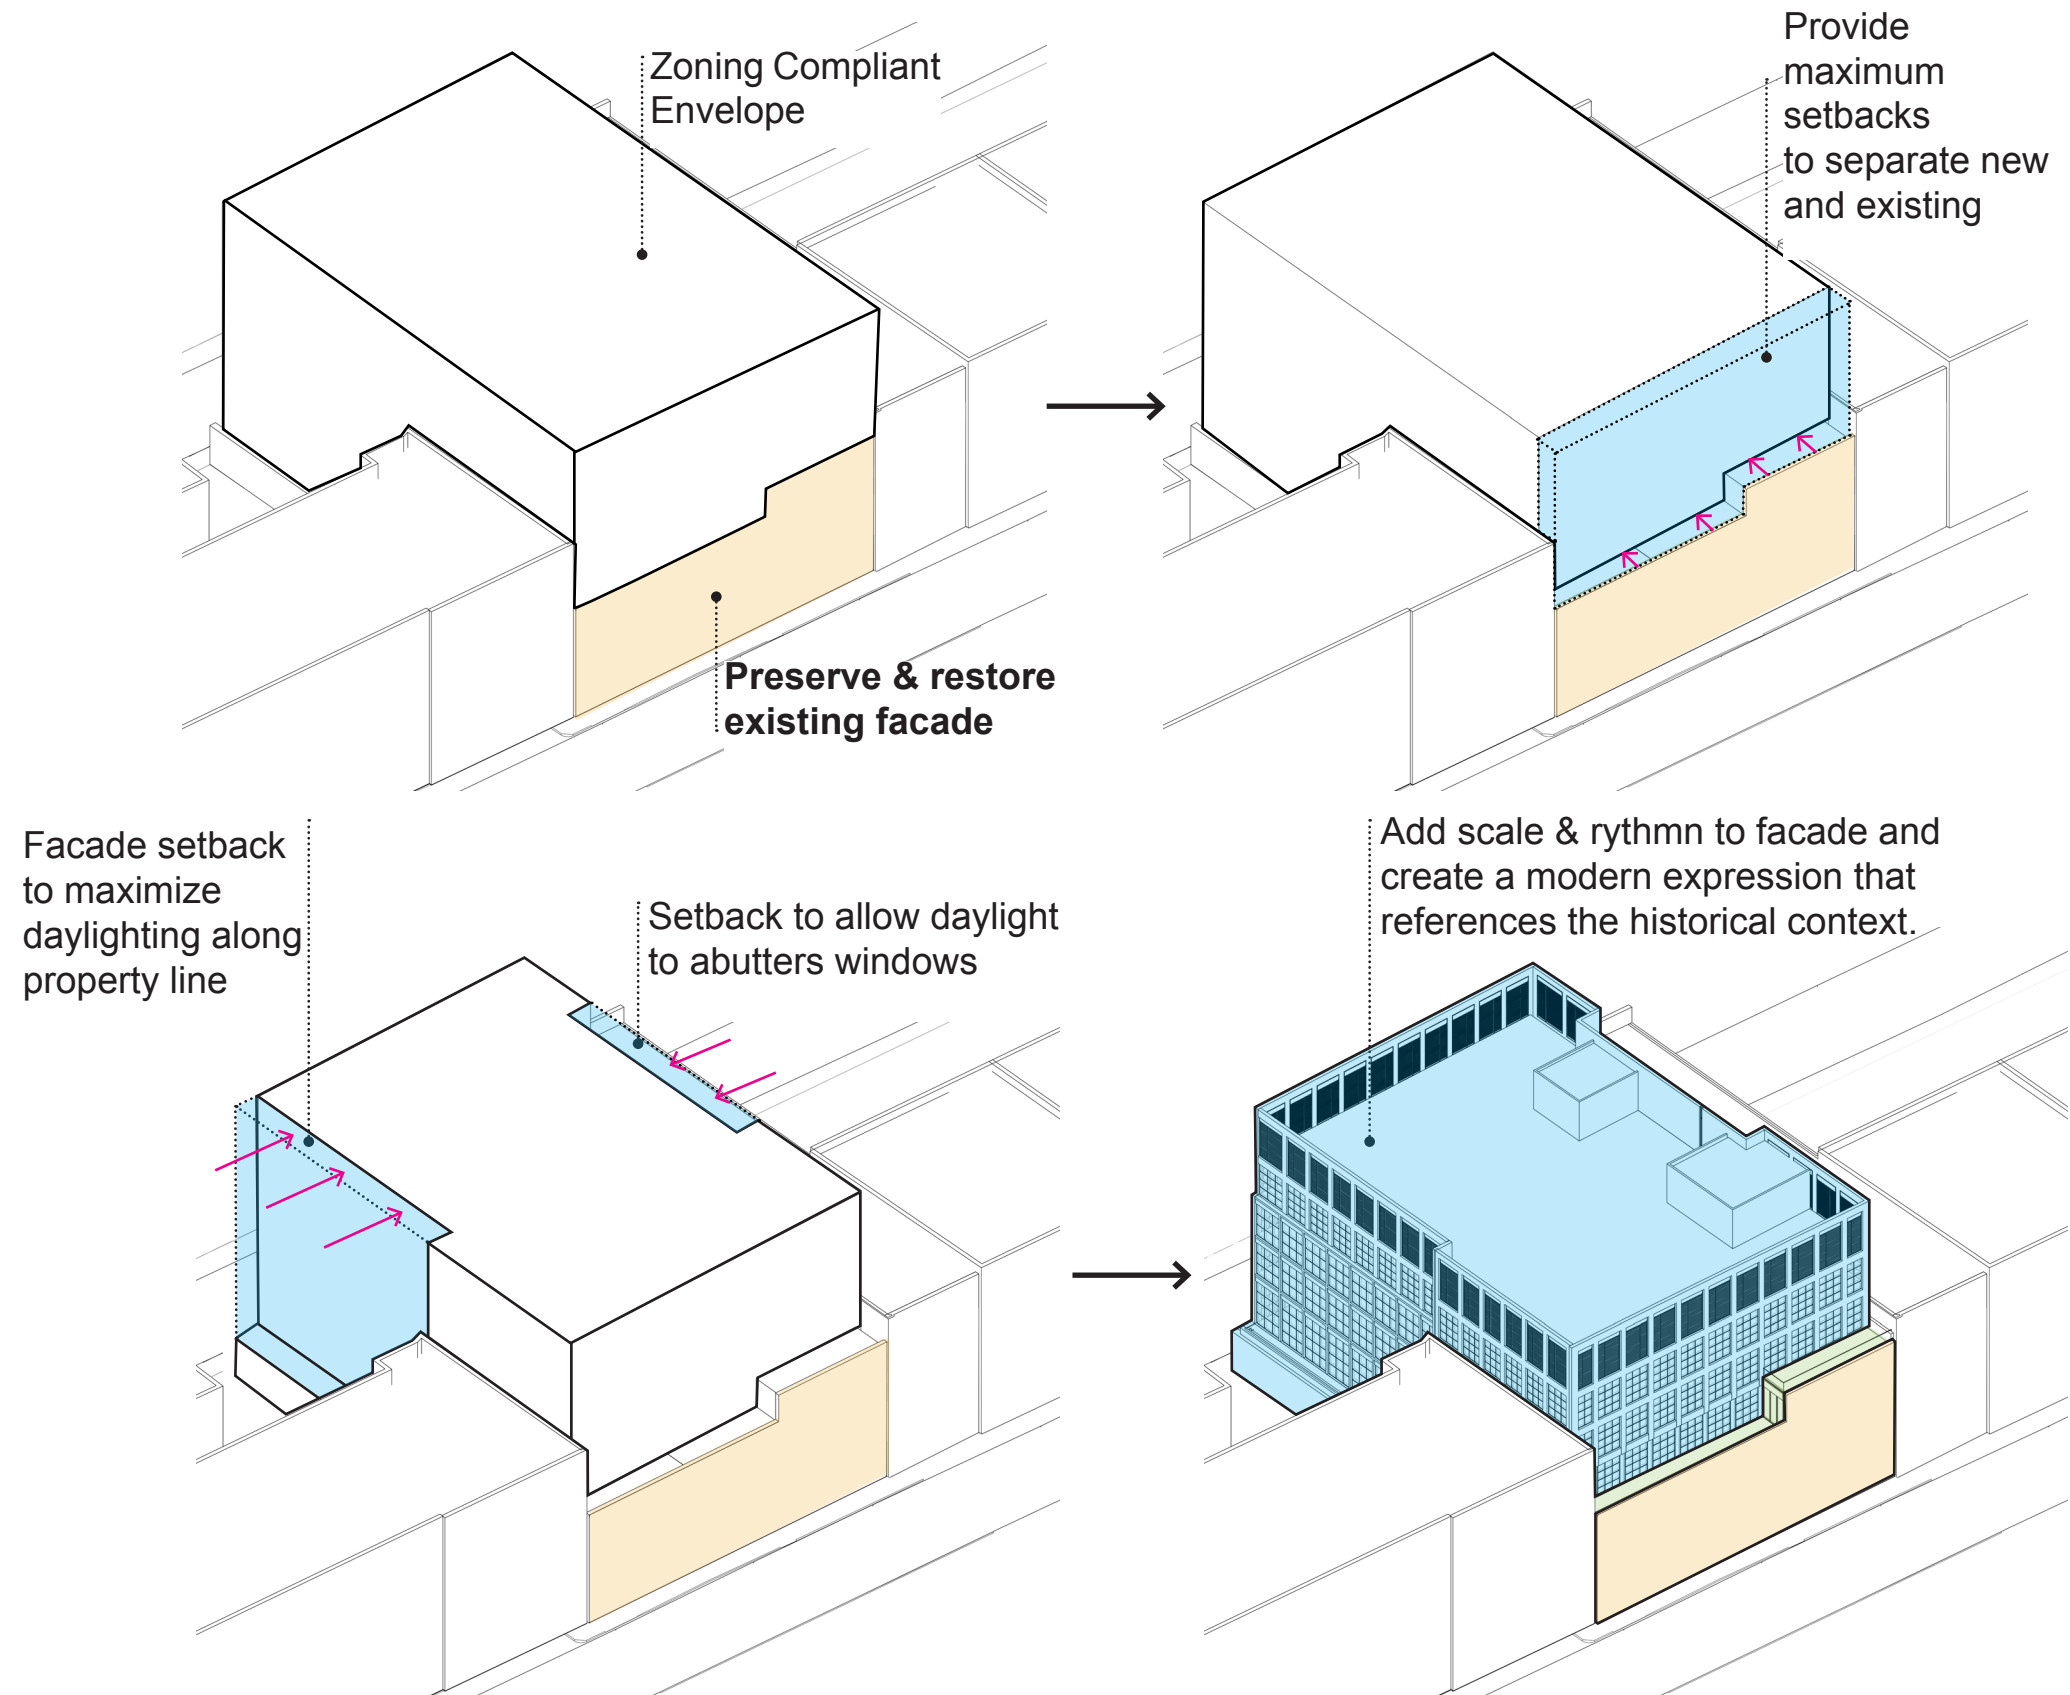 Zoning Compliant
Envelope
Preserve & restore
existing facade
Provide
maximum
setbacks
to separate new
and existing
Facade setback
to maximize
daylighting along
property line
Setback to allow daylight
to abutters windows
Add scale & rythmn to facade and
create a modern expression that
references the historical context.